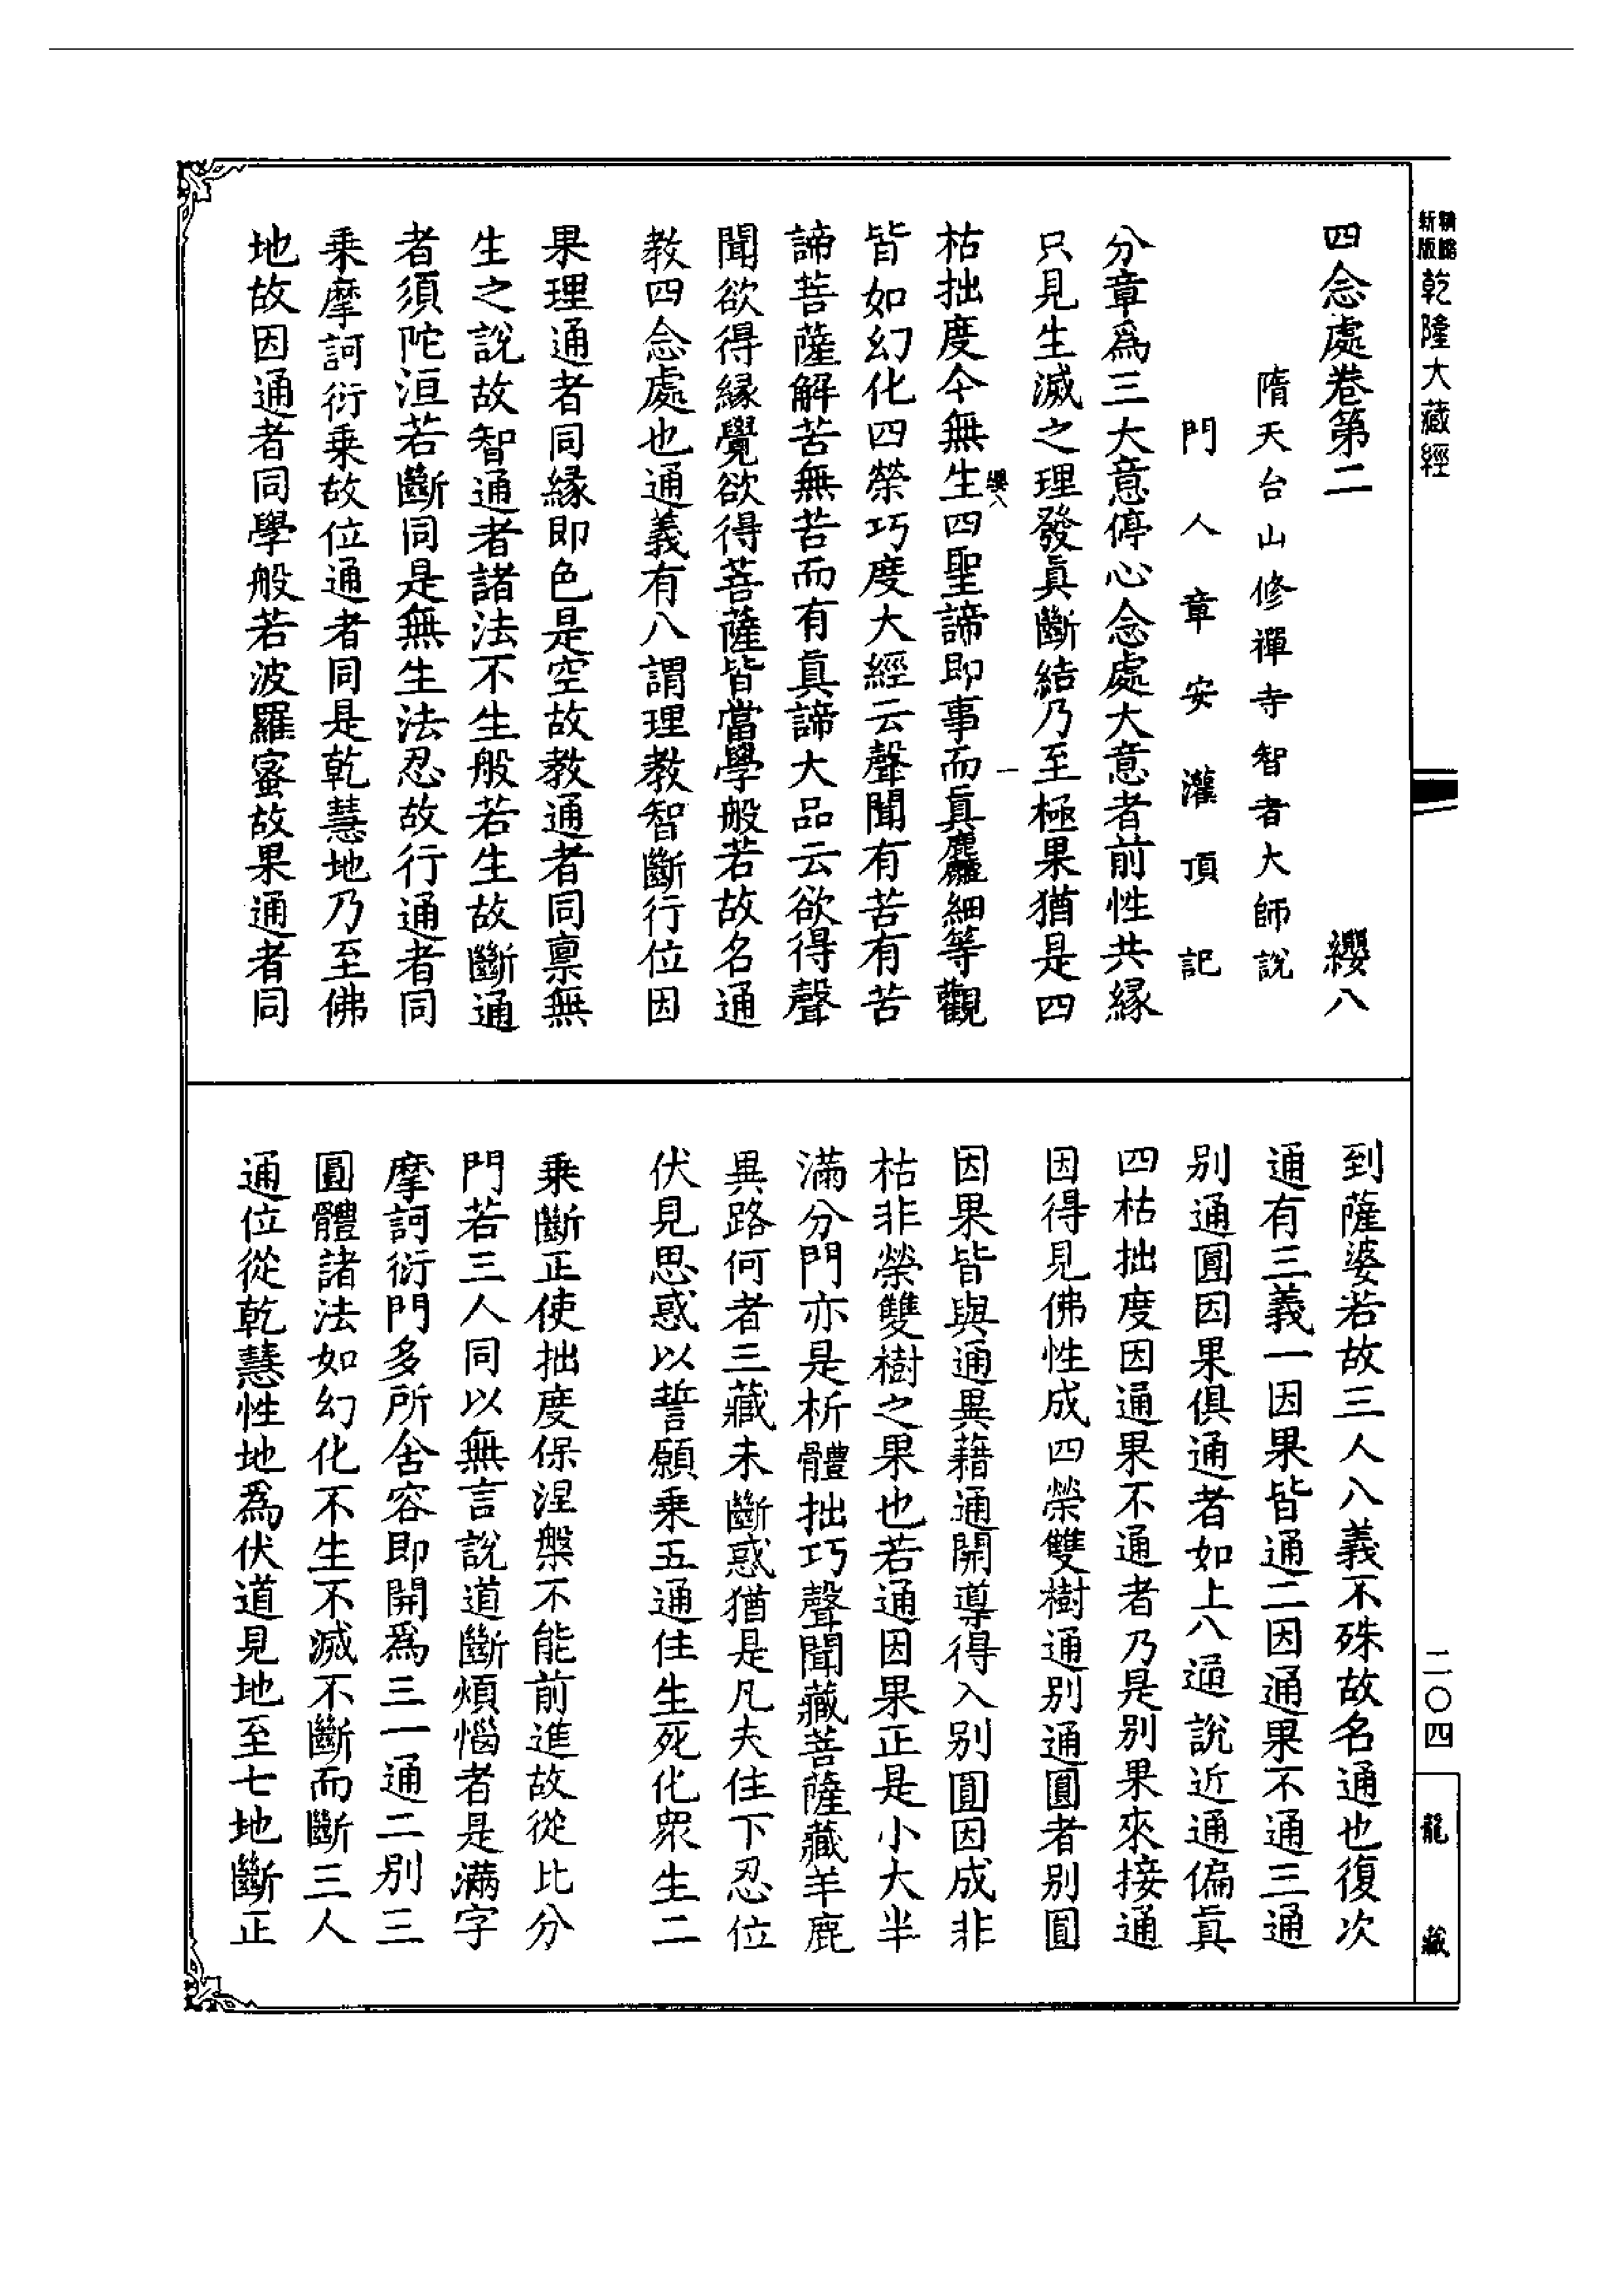 新版 精縮 乾隆大藏經
四念處卷第二 纓八
隋天台山修禪寺智者大師說
門人章安灌頂記
分章爲三大意停心念處大意者前性共緣
只見生滅之理發眞斷結乃至極果猶是四
纓八 一
枯拙度今無生四聖諦即事而眞麤細等觀
皆如幻化四榮巧度大經云聲聞有苦有苦
諦菩薩解苦無苦而有眞諦大品云欲得聲
聞欲得緣覺欲得菩薩皆當學般若故名通
教四念處也通義有八謂理教智斷行位因
果理通者同緣即色是空故教通者同稟無
生之說故智通者諸法不生般若生故斷通
者須陀洹若斷同是無生法忍故行通者同
乘摩訶衍乘故位通者同是乾慧地乃至佛
地故因通者同學般若波羅蜜故果通者同
到薩婆若故三人八義不殊故名通也復次
通有三義一因果皆通二因通果不通三通
別通圓因果俱通者如上八通說近通偏眞
四枯拙度因通果不通者乃是別果來接通
因得見佛性成四榮雙樹通別通圓者別圓
因果皆與通異藉通開導得入別圓因成非
枯非榮雙樹之果也若通因果正是小大半
滿分門亦是析體拙巧聲聞藏菩薩藏羊鹿
異路何者三藏未斷惑猶是凡夫住下忍位
伏見思惑以誓願乘五通住生死化衆生二
乘斷正使拙度保涅槃不能前進故從比分
門若三人同以無言說道斷煩惱者是滿字
摩訶衍門多所含容即開爲三一通二別三
圓體諸法如幻化不生不滅不斷而斷三人
通位從乾慧性地爲伏道見地至七地斷正
二〇四
龍藏